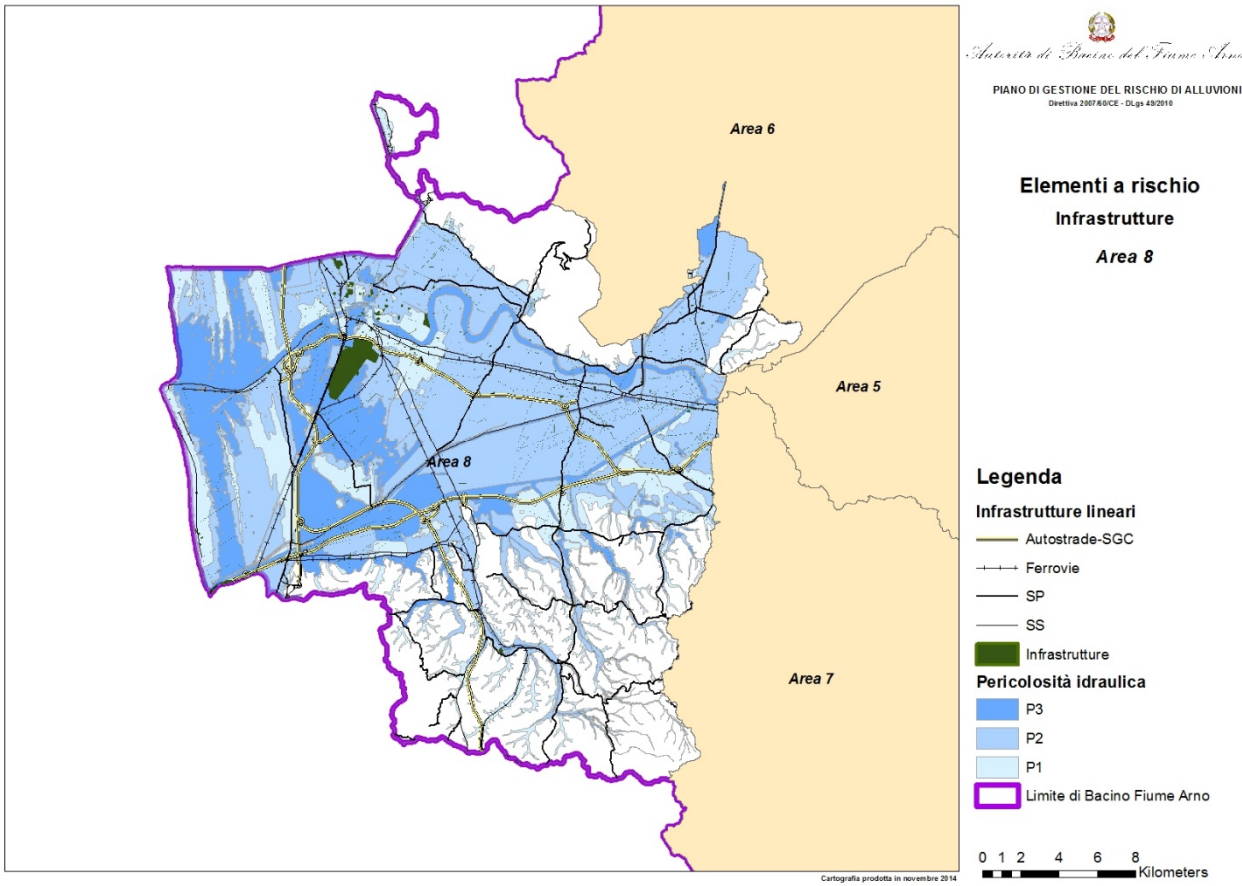 Autorità di Bacino del Fiume Arno
PIANO DI GESTIONE DEL RISCHIO DI ALLUVIONI
Direttiva 2007/60/CE - DLgs 49/2010
Elementi a rischio
Infrastrutture
Area 8
Area 6
Area 5
Area 8
Area 7
Legenda
Infrastrutture lineari
Autostrade-SGC
Ferrovie
SP
SS
Infrastrutture
Pericolosità idraulica
P3
P2
P1
Limite di Bacino Fiume Arno
0 1 2 4 6 8
Kilometers
Cartografia prodotta in novembre 2014